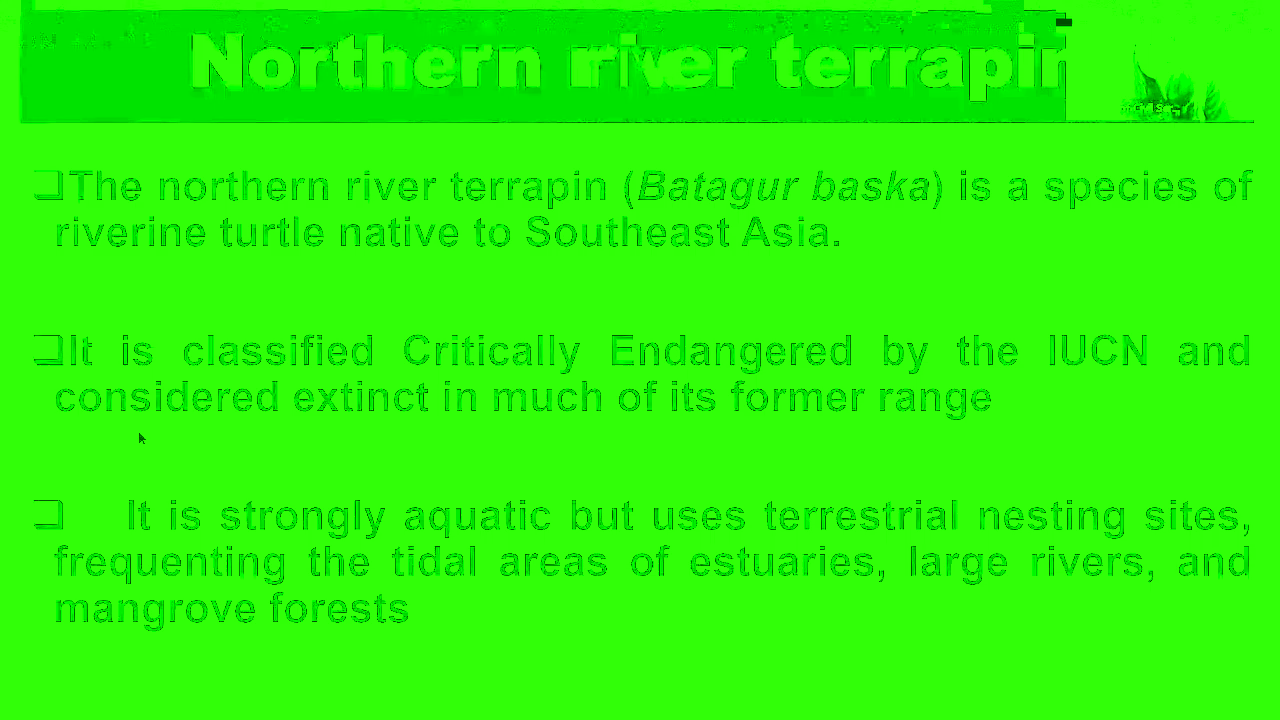 Northern river terrapin
❑The northern river terrapin (Batagur baska) is a species of
riverine turtle native to Southeast Asia.
❑It is classified Critically Endangered by the IUCN and
considered extinct in much of its former range
❑ It is strongly aquatic but uses terrestrial nesting sites,
frequenting the tidal areas of estuaries, large rivers, and
mangrove forests